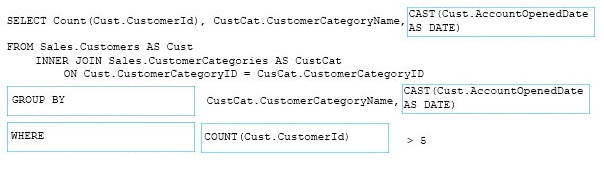 SELECT Count(Cust.CustomerId), CustCat.CustomerCategoryName, CAST(Cust.AccountOpenedDate
AS DATE)
FROM Sales.Customers AS Cust
INNER JOIN Sales.CustomerCategories AS CustCat
ON Cust.CustomerCategoryID = CusCat.CustomerCategoryID
GROUP BY CustCat.CustomerCategoryName, CAST(Cust.AccountOpenedDate
AS DATE)
WHERE COUNT(Cust.CustomerId) > 5